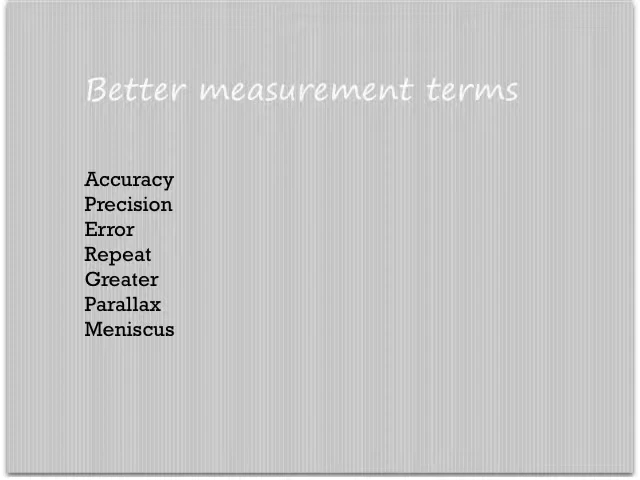 Better measurement terms
Accuracy
Precision
Error
Repeat
Greater
Parallax
Meniscus